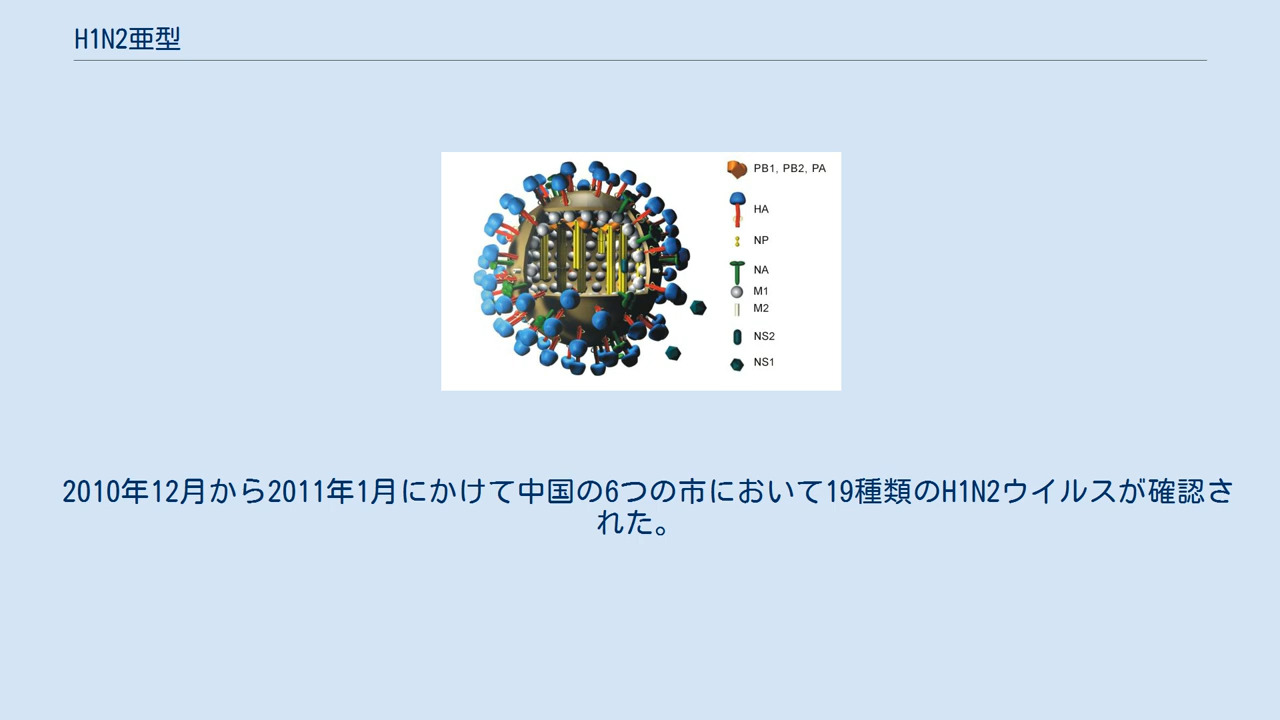 H1N2亜型
PB1, PB2, PA
HA
NP
NA
M1
M2
NS2
NS1
2010年12月から2011年1月にかけて中国の6つの市において19種類のH1N2ウイルスが確認さ
れた。